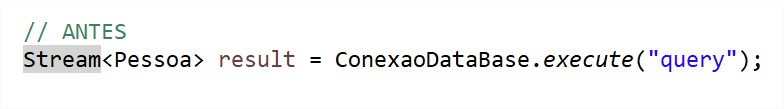 // ANTES
Stream<Pessoa> result = ConexaoDataBase.execute("query");